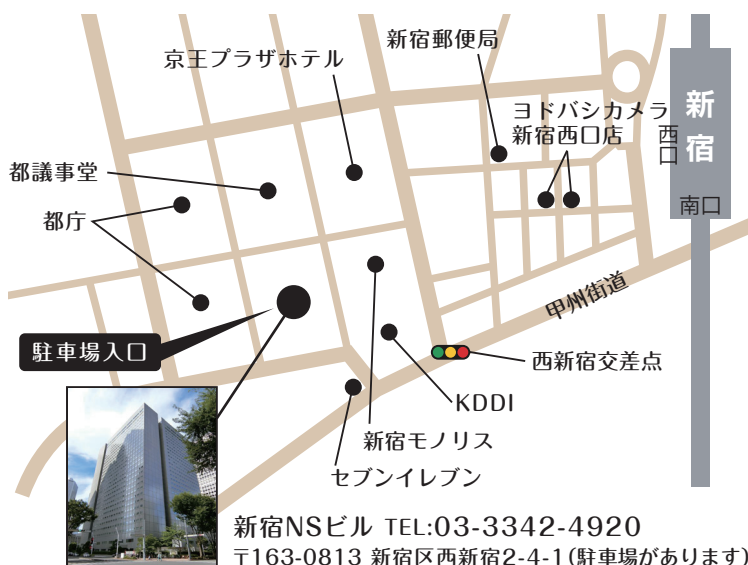 新宿郵便局
京王プラザホテル
ヨドバシカメラ
新宿西口店
新宿
西口
南口
都議事堂
都庁
甲州街道
駐車場入口
西新宿交差点
KDDI
新宿モノリス
セブンイレブン
新宿NSビル TEL:03-3342-4920
〒163-0813 新宿区西新宿2-4-1(駐車場があります)